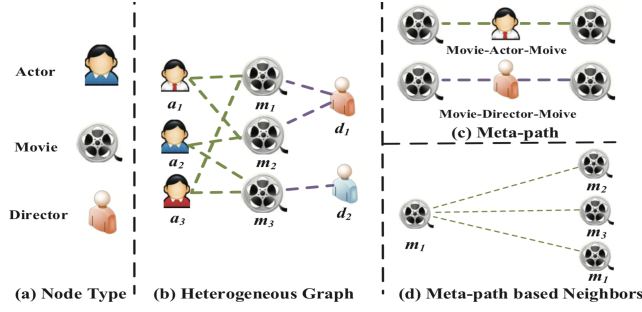 Actor
Movie
Director
(a) Node Type
a1
a2
a3
m1
m2
m3
d1
d2
(b) Heterogeneous Graph
Movie-Actor-Moive
Movie-Director-Moive
(c) Meta-path
m1
m2
m3
m1
(d) Meta-path based Neighbors